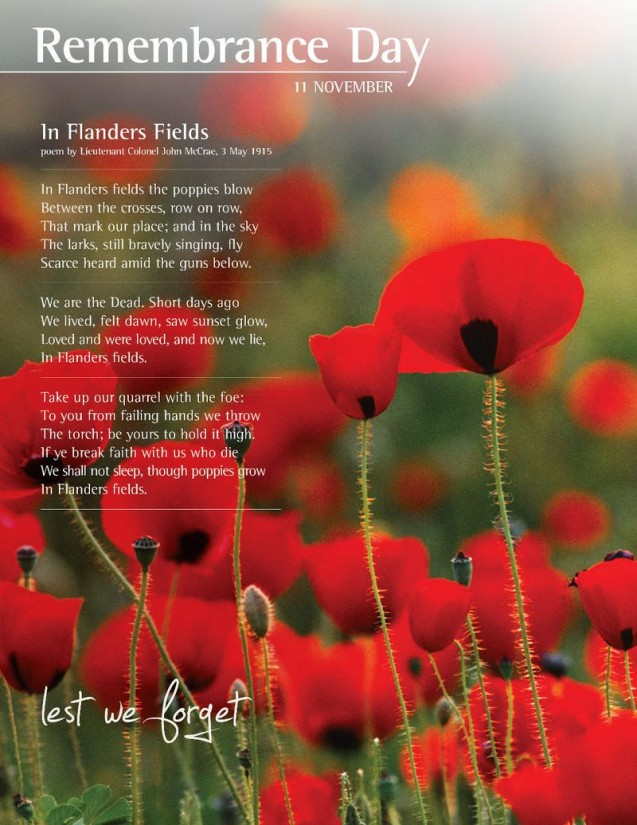 Remembrance Day
11 NOVEMBER
In Flanders Fields
poem by Lieutenant Colonel John McCrae, 3 May 1915
In Flanders fields the poppies blow
Between the crosses, row on row,
That mark our place; and in the sky
The larks, still bravely singing, fly
Scarce heard amid the guns below.
We are the Dead. Short days ago
We lived, felt dawn, saw sunset glow,
Loved and were loved, and now we lie,
In Flanders fields.
Take up our quarrel with the foe:
To you from failing hands we throw
The torch; be yours to hold it high.
If ye break faith with us who die
We shall not sleep, though poppies grow
In Flanders fields.
lest we forget